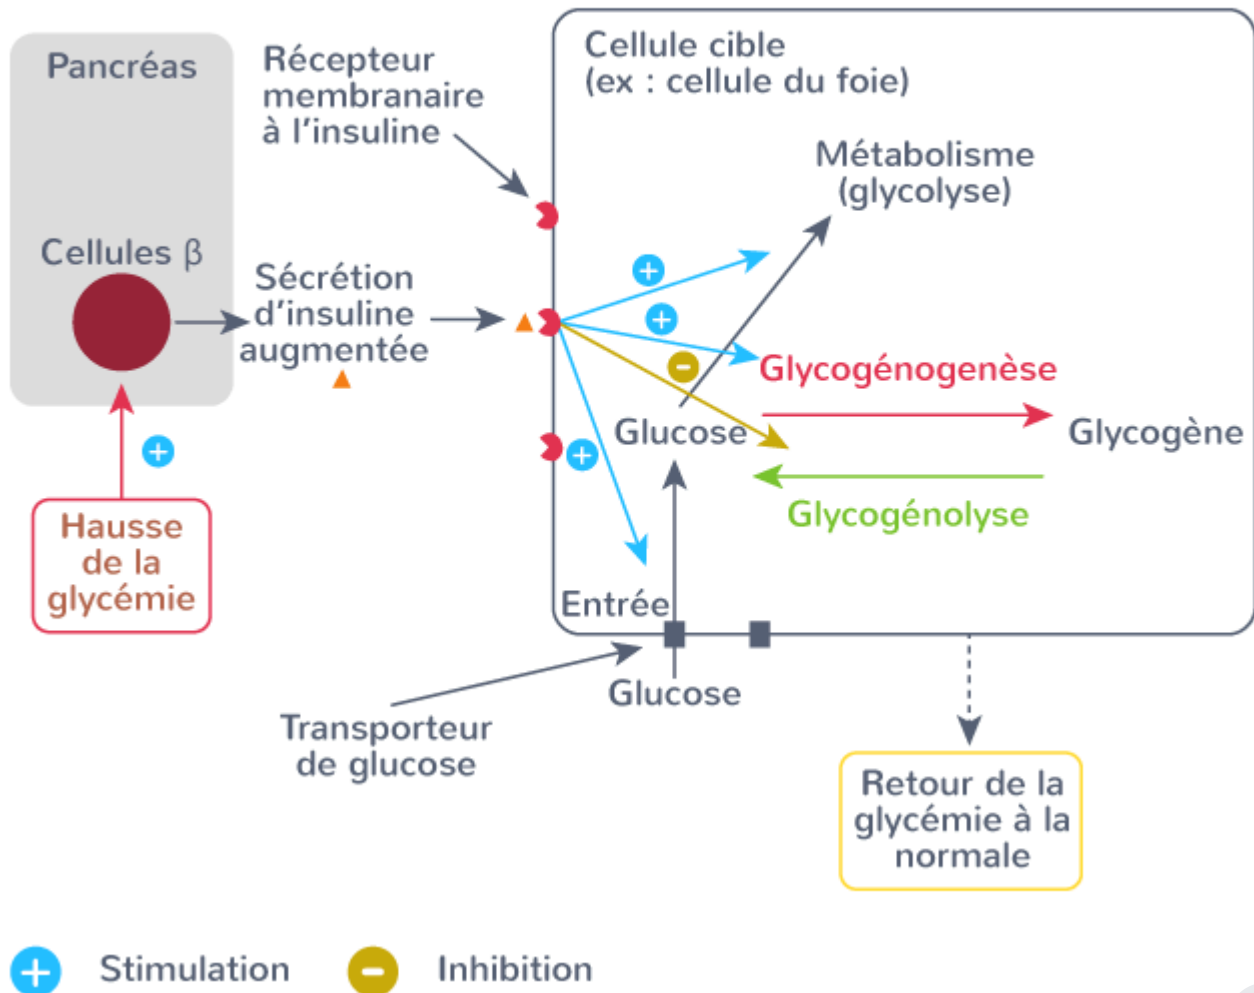 Pancréas
Cellules β
Hausse
de la
glycémie
Récepteur
membranaire
à l'insuline
Sécrétion
d'insuline
augmentée
Cellule cible
(ex : cellule du foie)
Métabolisme
(glycolyse)
Glycogénogenèse
Glucose
Glycogène
Glycogénolyse
Entrée
Glucose
Transporteur
de glucose
Retour de la
glycémie à la
normale
Stimulation
Inhibition